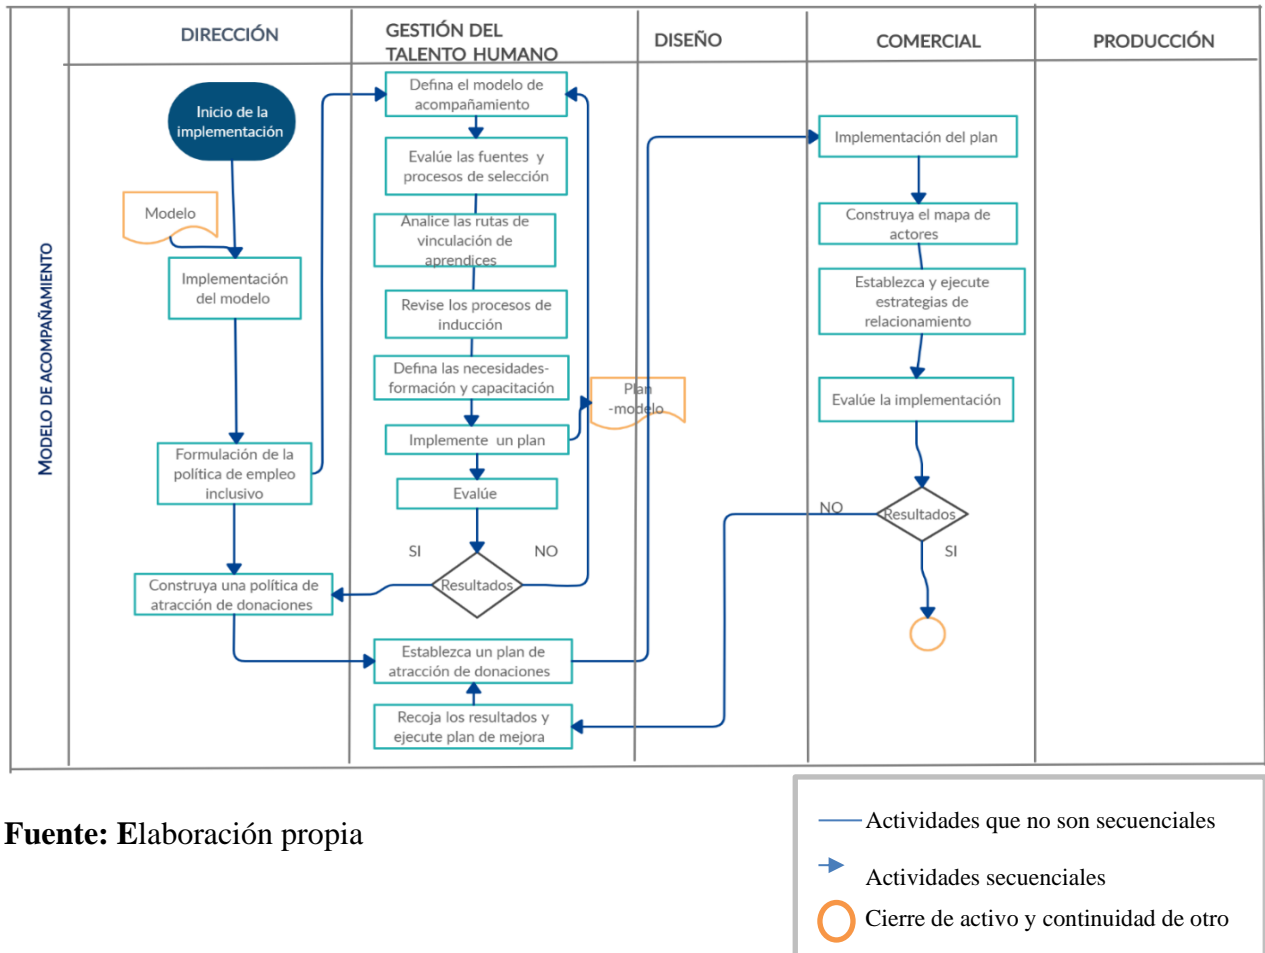 DIRECCIÓN
GESTIÓN DEL
TALENTO HUMANO
DISEÑO
COMERCIAL
PRODUCCIÓN
MODELO DE ACOMPAÑAMIENTO
Inicio de la
implementación
Modelo
Implementación
del modelo
Formulación de la
política de empleo
inclusivo
Construya una política de
atracción de donaciones
Defina el modelo de
acompañamiento
Evalúe las fuentes y
procesos de selección
Analice las rutas de
vinculación de
aprendices
Revise los procesos de
inducción
Defina las necesidades-
formación y capacitación
Implemente un plan
Plan
-modelo
Evalúe
SI
NO
Resultados
Establezca un plan de
atracción de donaciones
Recoja los resultados y
ejecute plan de mejora
Implementación del plan
Construya el mapa de
actores
Establezca y ejecute
estrategias de
relacionamiento
Evalúe la implementación
NO
Resultados
SI
Fuente: Elaboración propia
Actividades que no son secuenciales
Actividades secuenciales
Cierre de activo y continuidad de otro